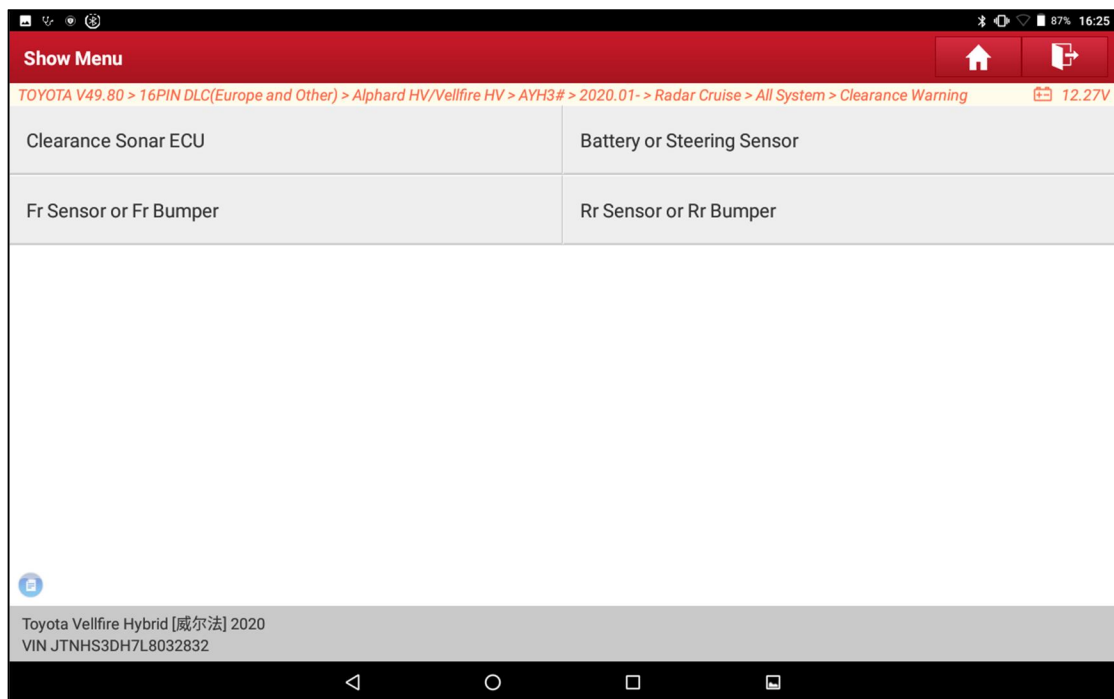 87% 16:25
Show Menu
TOYOTA V49.80 > 16PIN DLC(Europe and Other) > Alphard HV/Vellfire HV > AYH3# > 2020.01- > Radar Cruise > All System > Clearance Warning 12.27V
Clearance Sonar ECU Battery or Steering Sensor
Fr Sensor or Fr Bumper Rr Sensor or Rr Bumper
Toyota Vellfire Hybrid [威尔法] 2020
VIN JTNHS3DH7L8032832